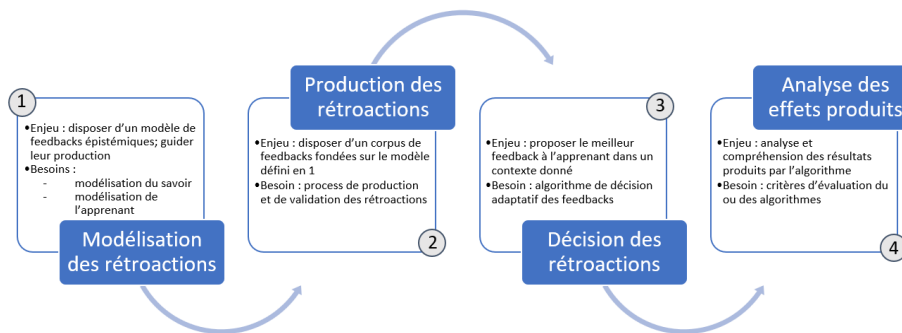 1
•Enjeu : disposer d'un modèle de
feedbacks épistémiques; guider
leur production
•Besoins :
- modélisation du savoir
- modélisation de
l'apprenant
Modélisation
des rétroactions
Production des
rétroactions
•Enjeu : disposer d'un corpus de
feedbacks fondées sur le modèle
défini en 1
•Besoin : process de production
et de validation des rétroactions
2
3
•Enjeu : proposer le meilleur
feedback à l'apprenant dans un
contexte donné
•Besoin : algorithme de décision
adaptatif des feedbacks
Décision des
rétroactions
Analyse des
effets produits
•Enjeu : analyse et
compréhension des résultats
produits par l'algorithme
•Besoin : critères d'évaluation du
ou des algorithmes
4